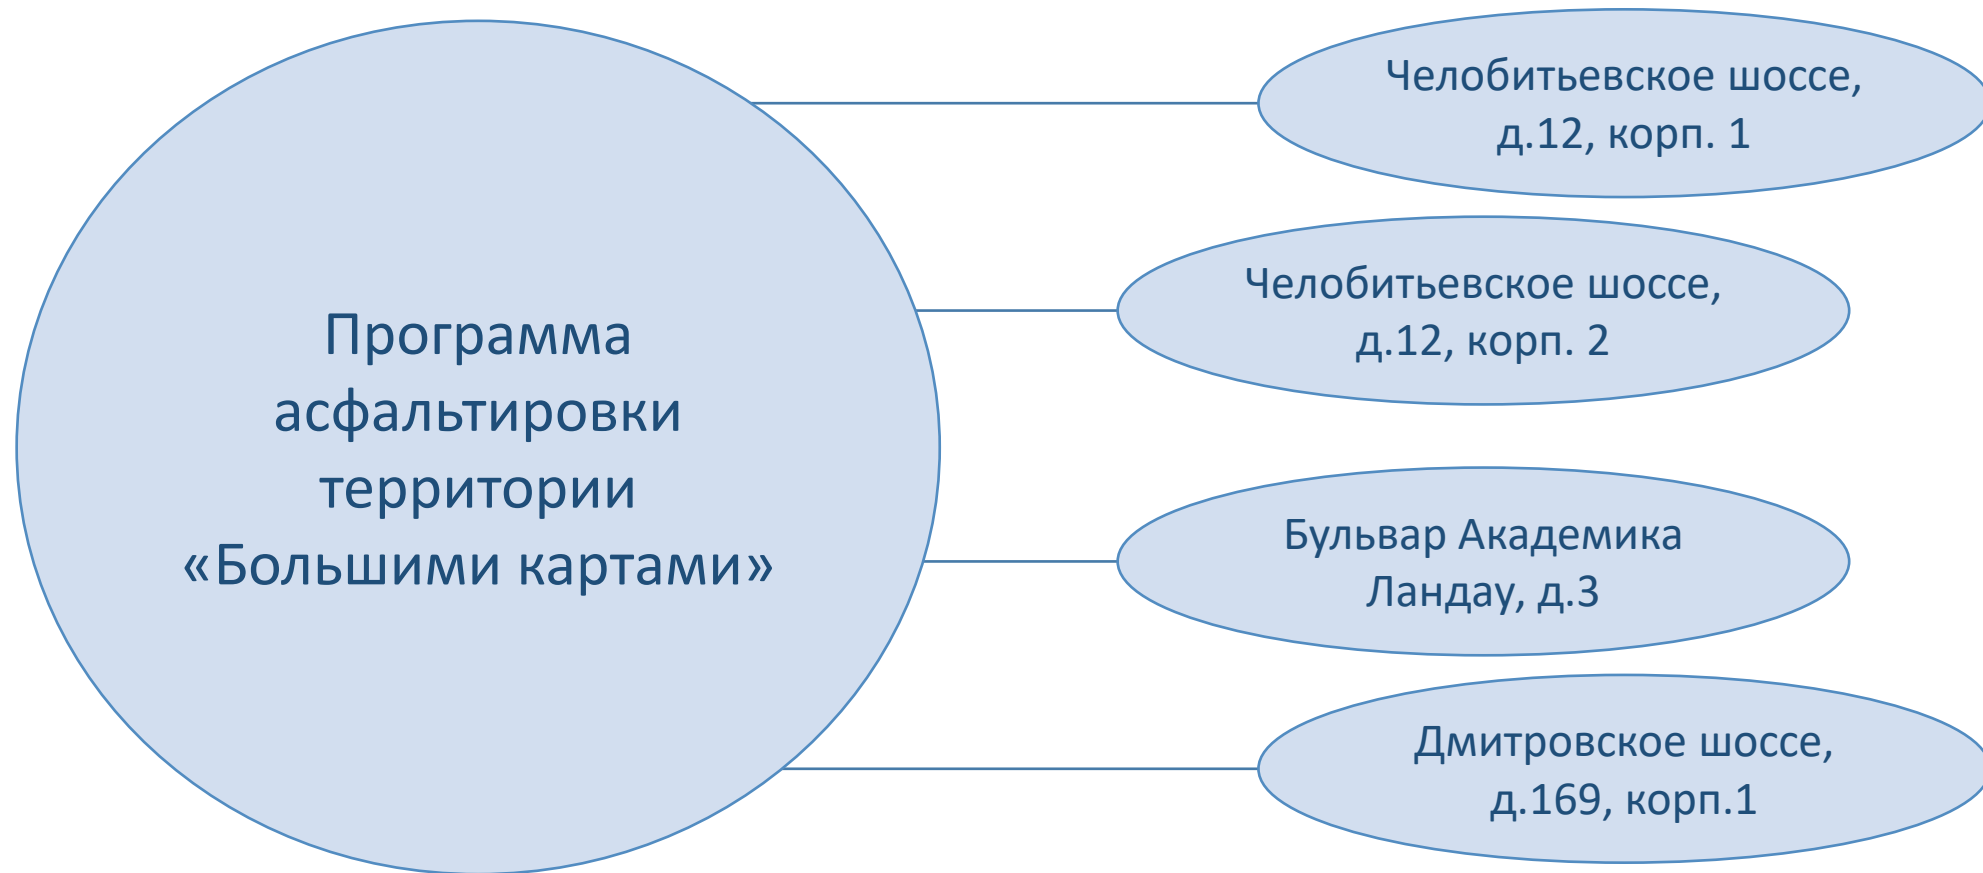 Программа
асфальтировки
территории
«Большими картами»
Челобитьевское шоссе,
д.12, корп. 1
Челобитьевское шоссе,
д.12, корп. 2
Бульвар Академика
Ландау, д.3
Дмитровское шоссе,
д.169, корп.1